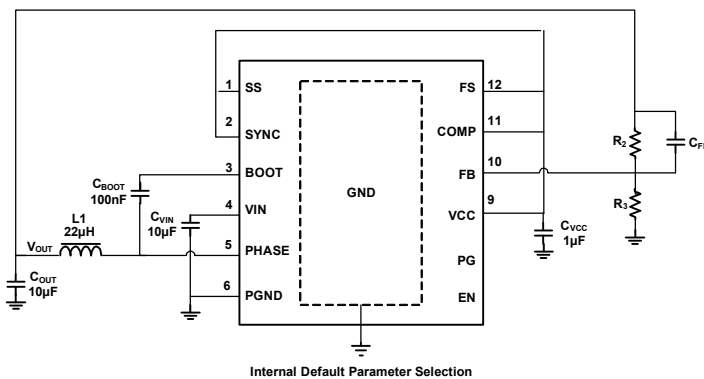 1 SS
2 SYNC
3 BOOT
4 VIN
5 PHASE
6 PGND
GND
FS 12
COMP 11
FB 10
VCC 9
PG
EN
CBOOT
100nF
CVIN
10µF
L1
22µH
VOUT
COUT
10µF
R2
R3
CVCC
1µF
Internal Default Parameter Selection